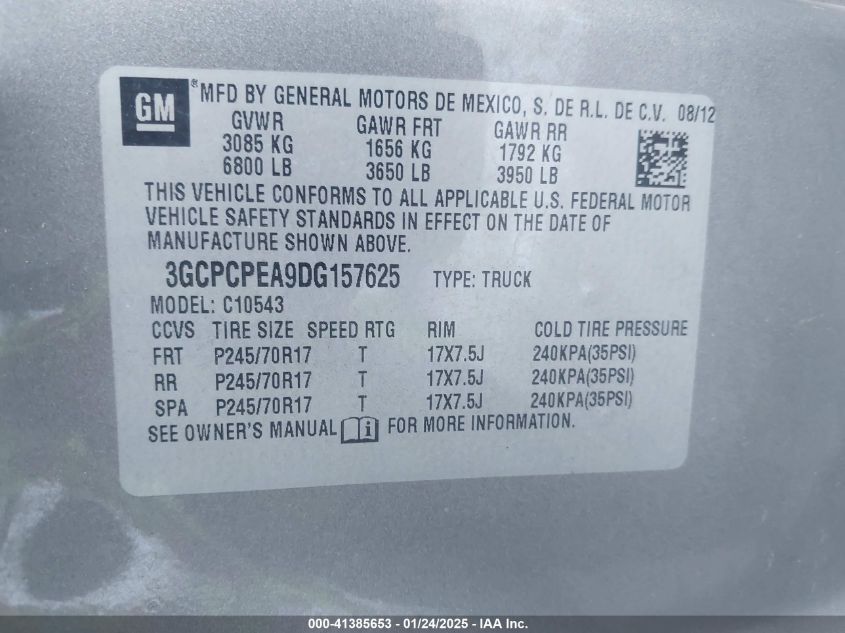 GM ® MFD BY GENERAL MOTORS DE MEXICO, S. DE R.L. DE C.V. 08/12
GVWR GAWR FRT GAWR RR
3085 KG 1656 KG 1792 KG
6800 LB 3650 LB 3950 LB
THIS VEHICLE CONFORMS TO ALL APPLICABLE U.S. FEDERAL MOTOR
VEHICLE SAFETY STANDARDS IN EFFECT ON THE DATE OF
MANUFACTURE SHOWN ABOVE.
3GCPCPEA9DG157625 TYPE: TRUCK
MODEL: C10543
CCVS TIRE SIZE SPEED RTG RIM COLD TIRE PRESSURE
FRT P245/70R17 T 17X7.5J 240KPA(35PSI)
RR P245/70R17 T 17X7.5J 240KPA(35PSI)
SPA P245/70R17 T 17X7.5J 240KPA(35PSI)
SEE OWNER'S MANUAL i FOR MORE INFORMATION.
000-41385653 - 01/24/2025 - IAA Inc.